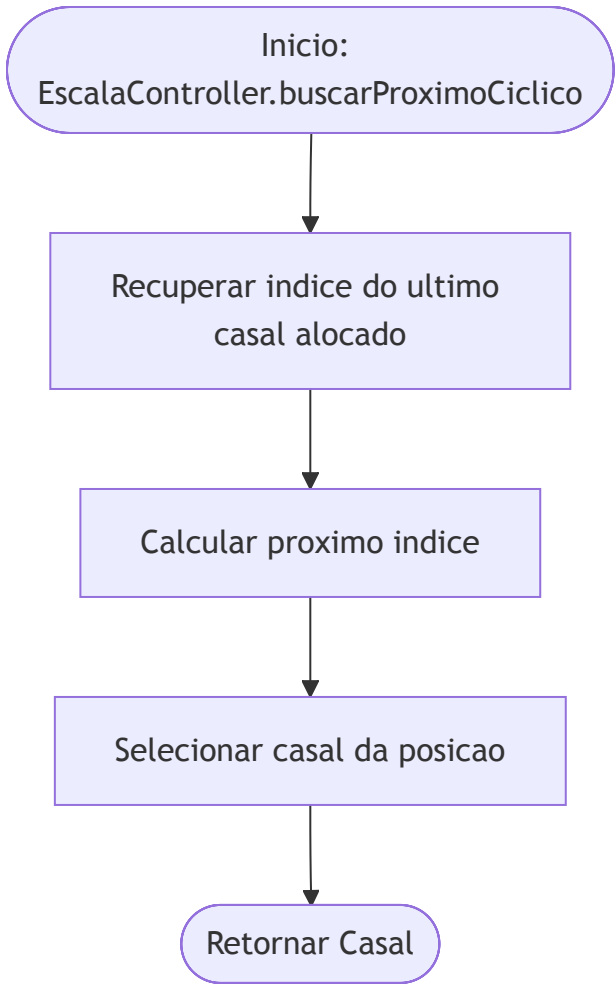 Inicio:
EscalaController.buscarProximoCiclico
Recuperar indice do ultimo
casal alocado
Calcular proximo indice
Selecionar casal da posicao
Retornar Casal